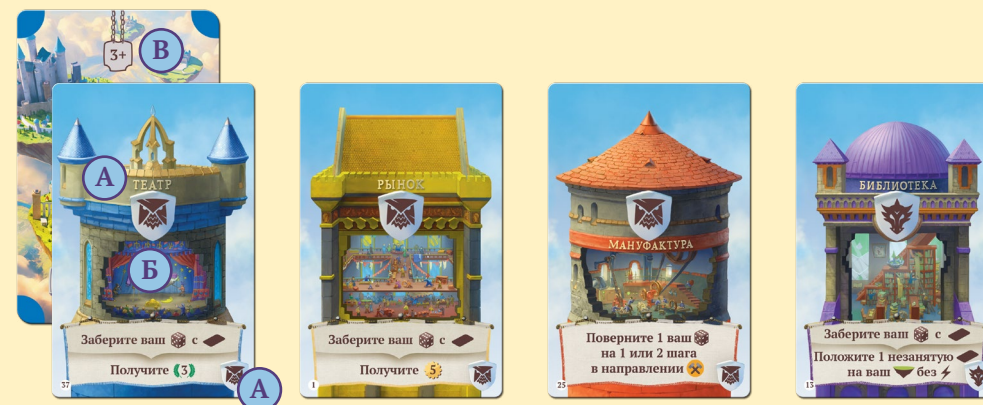 3+
В
А
ТЕАТР
Б
Заберите ваш с
Получите (3)
37
А
РЫНОК
Заберите ваш с
Получите 5
1
МАНУФАКТУРА
Поверните 1 ваш
на 1 или 2 шага
в направлении
25
БИБЛИОТЕКА
Заберите ваш с
Положите 1 незанятую
на ваш без
13